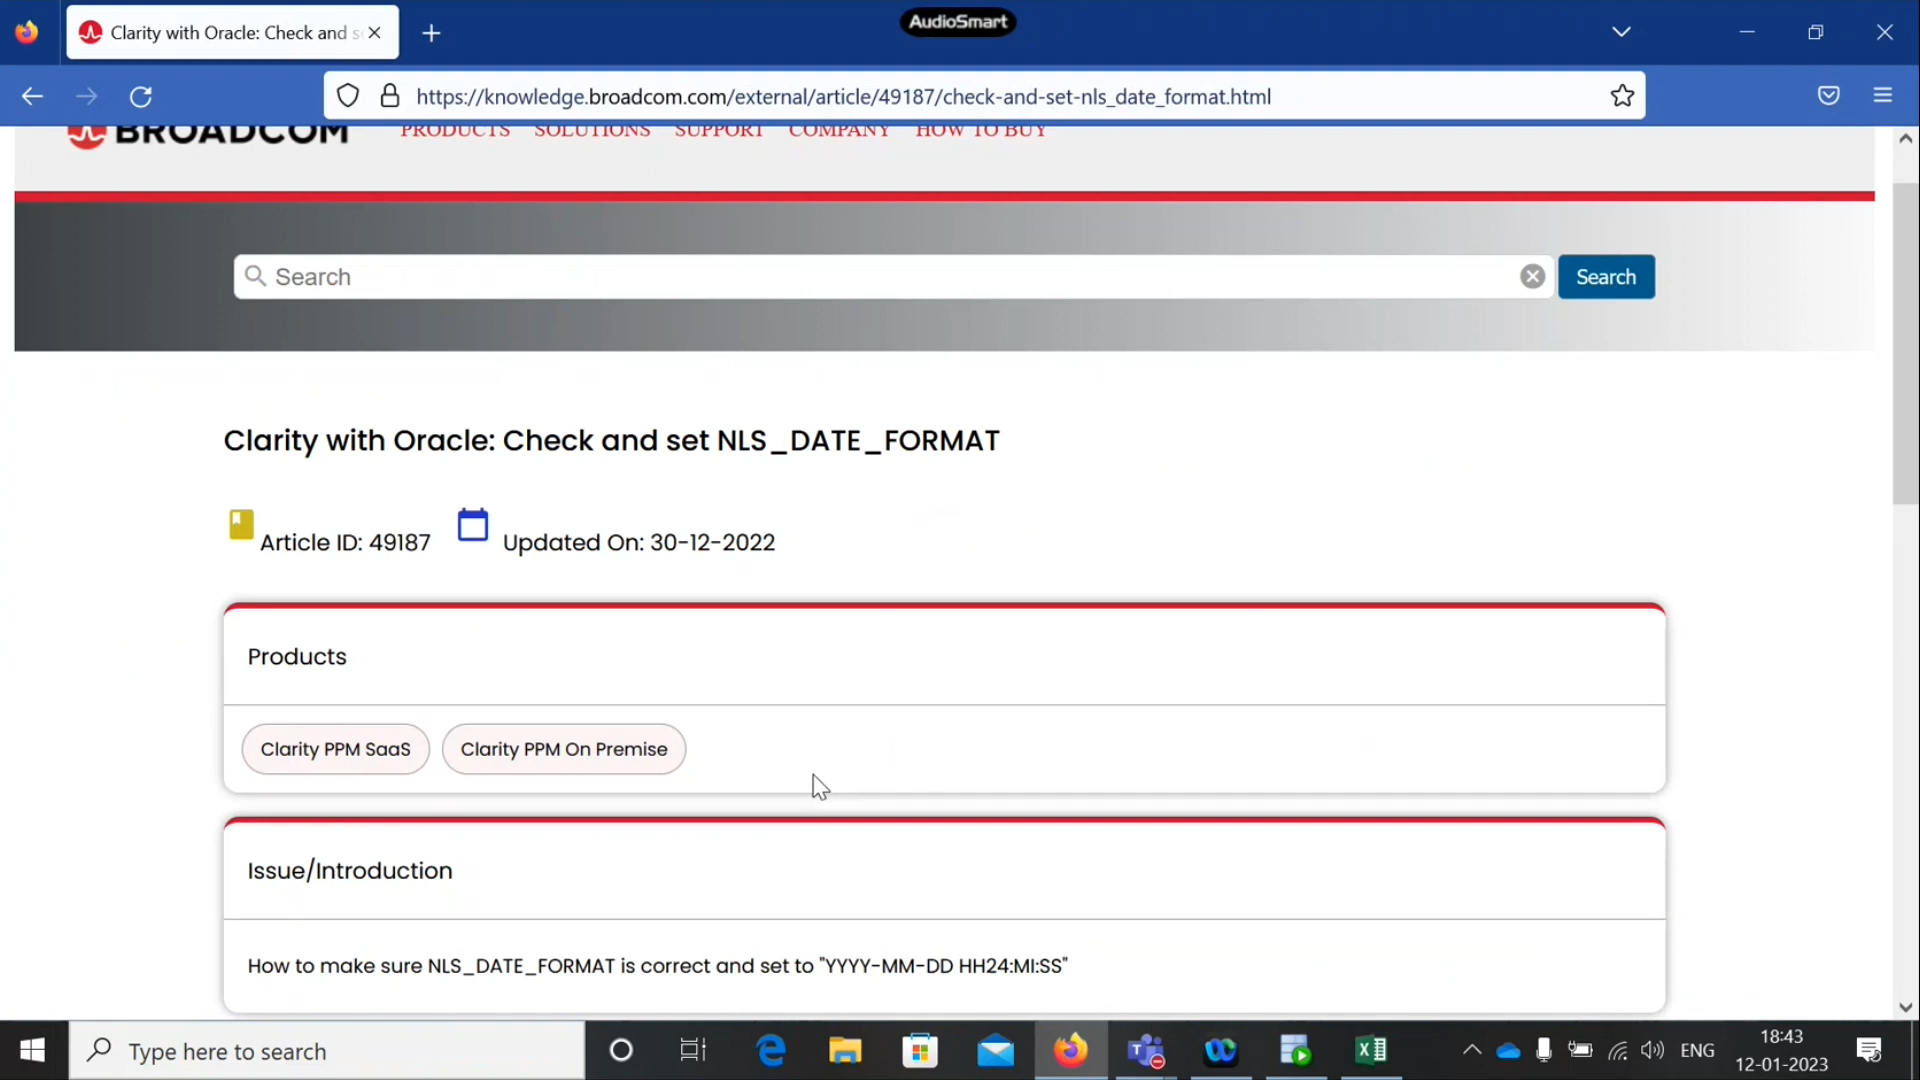 Clarity with Oracle: Check and s
AudioSmart
https://knowledge.broadcom.com/external/article/49187/check-and-set-nls_date_format.html
BROADCOM PRODUCTS SOLUTIONS SUPPORT COMPANY HOW TO BUY
Search
Search
Clarity with Oracle: Check and set NLS_DATE_FORMAT
Article ID: 49187
Updated On: 30-12-2022
Products
Clarity PPM SaaS
Clarity PPM On Premise
Issue/Introduction
How to make sure NLS_DATE_FORMAT is correct and set to "YYYY-MM-DD HH24:MI:SS"
Type here to search
ENG
18:43
12-01-2023